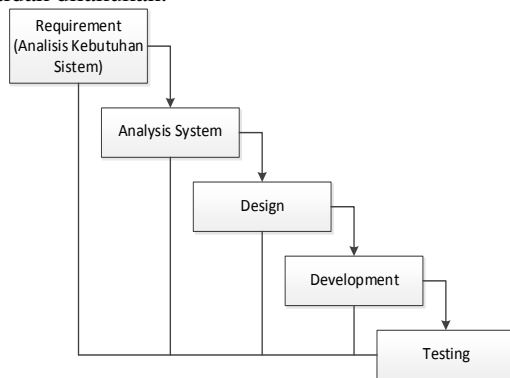 Requirement
(Analisis Kebutuhan
Sistem)
Analysis System
Design
Development
Testing